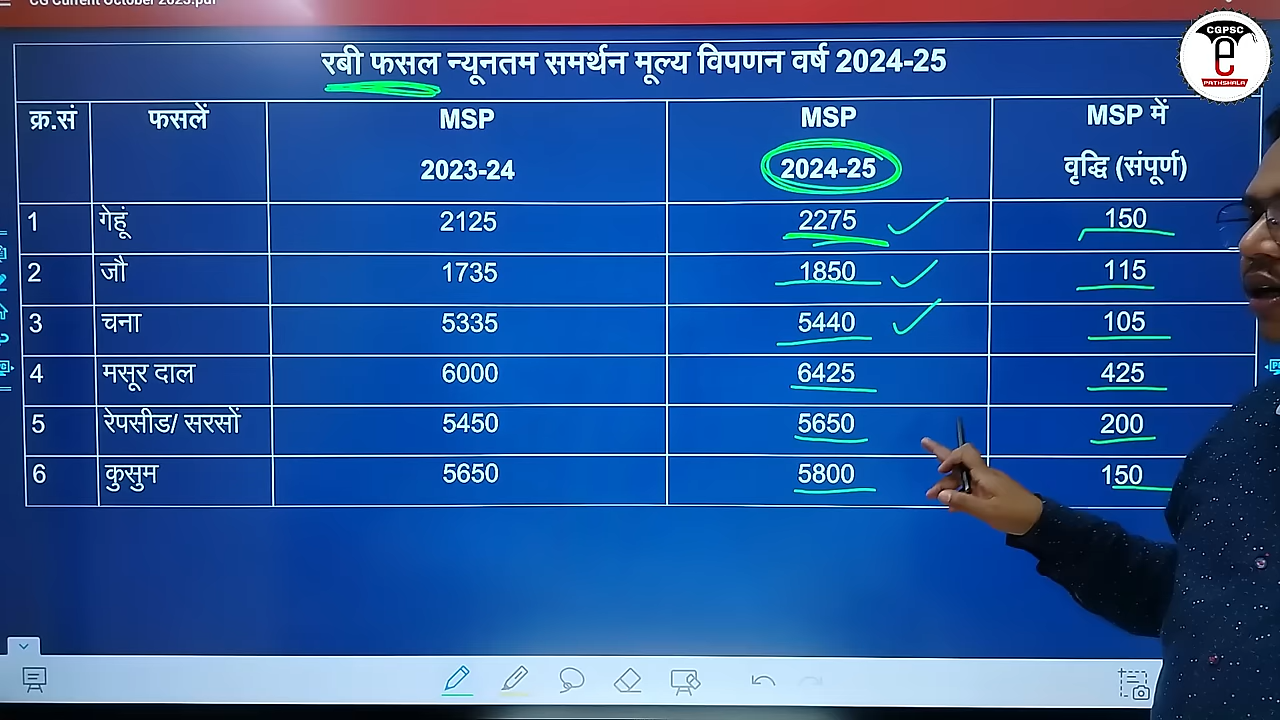 CG Current October 2023.pdf
CGPSC
e
PATHSHALA
रबी फसल न्यूनतम समर्थन मूल्य विपणन वर्ष 2024-25
क्र.सं फसलें MSP 2023-24 MSP 2024-25 MSP में वृद्धि (संपूर्ण)
1 गेहूं 2125 2275 150
2 जौ 1735 1850 115
3 चना 5335 5440 105
4 मसूर दाल 6000 6425 425
5 रेपसीड/ सरसों 5450 5650 200
6 कुसुम 5650 5800 150